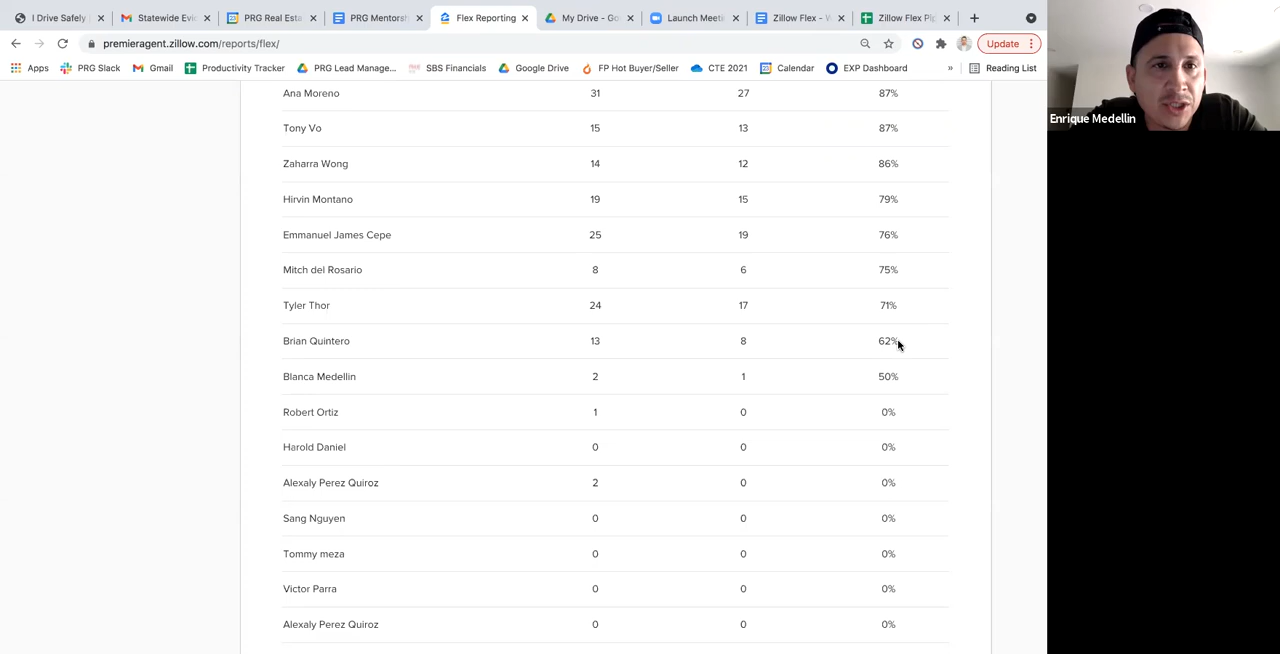 I Drive Safely
Statewide Evi
PRG Real Esta
PRG Mentorsh
Flex Reporting
My Drive - Go
Launch Meeti
Zillow Flex - W
Zillow Flex Pip
premieragent.zillow.com/reports/flex/
Update
Apps
PRG Slack
Gmail
Productivity Tracker
PRG Lead Manage...
SBS Financials
Google Drive
FP Hot Buyer/Seller
CTE 2021
Calendar
EXP Dashboard
»
Reading List
Enrique Medellin
Ana Moreno 31 27 87%
Tony Vo 15 13 87%
Zaharra Wong 14 12 86%
Hirvin Montano 19 15 79%
Emmanuel James Cepe 25 19 76%
Mitch del Rosario 8 6 75%
Tyler Thor 24 17 71%
Brian Quintero 13 8 62%
Blanca Medellin 2 1 50%
Robert Ortiz 1 0 0%
Harold Daniel 0 0 0%
Alexaly Perez Quiroz 2 0 0%
Sang Nguyen 0 0 0%
Tommy meza 0 0 0%
Victor Parra 0 0 0%
Alexaly Perez Quiroz 0 0 0%